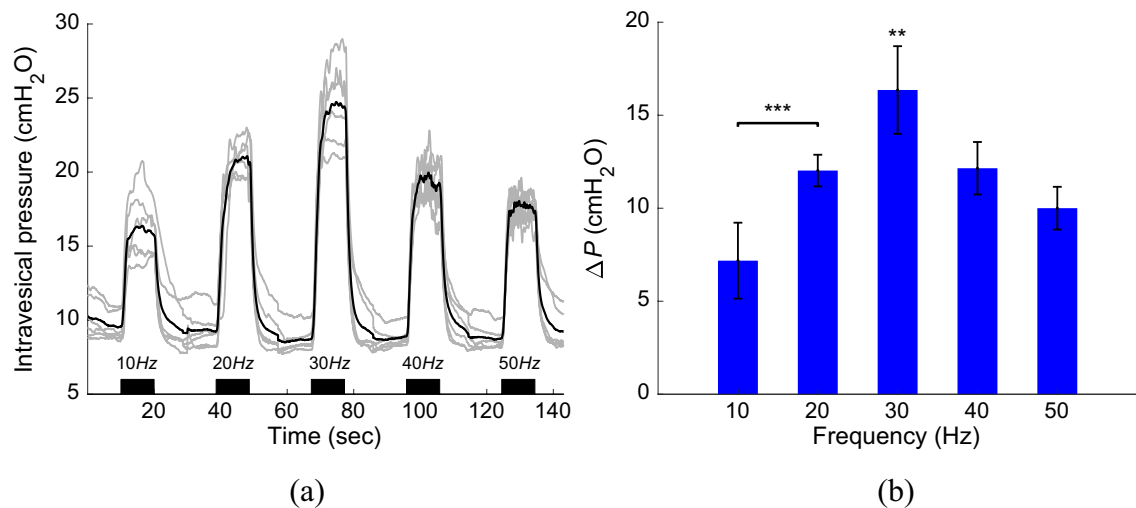 30
25
20
15
10
5
Intravesical pressure (cmH2O)
10Hz 20Hz 30Hz 40Hz 50Hz
20 40 60 80 100 120 140
Time (sec)
(a)
20
15
10
5
0
ΔP (cmH2O)
***
**
10 20 30 40 50
Frequency (Hz)
(b)